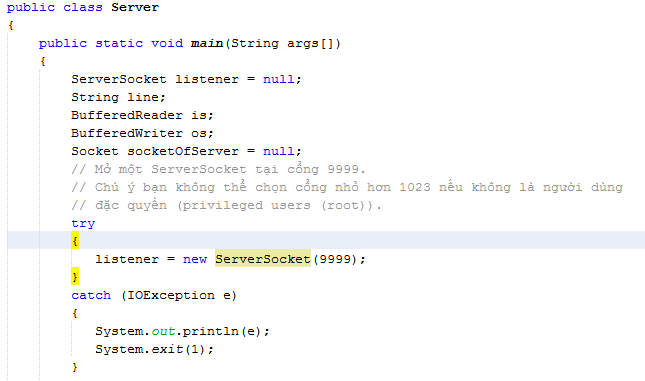 public class Server
{
public static void main(String args[])
{
ServerSocket listener = null;
String line;
BufferedReader is;
BufferedWriter os;
Socket socketOfServer = null;
// Mở một ServerSocket tại cổng 9999.
// Chú ý bạn không thể chọn cổng nhỏ hơn 1023 nếu không là người dùng
// đặc quyền (privileged users (root)).
try
{
listener = new ServerSocket(9999);
}
catch (IOException e)
{
System.out.println(e);
System.exit(1);
}